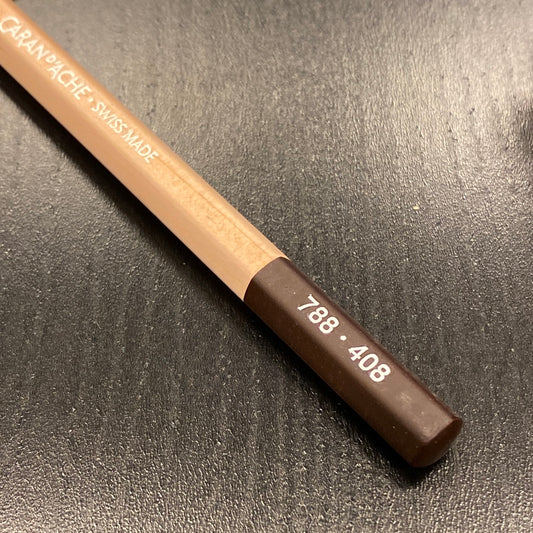 CARAN D'ACHE • SWISS MADE
788 • 408